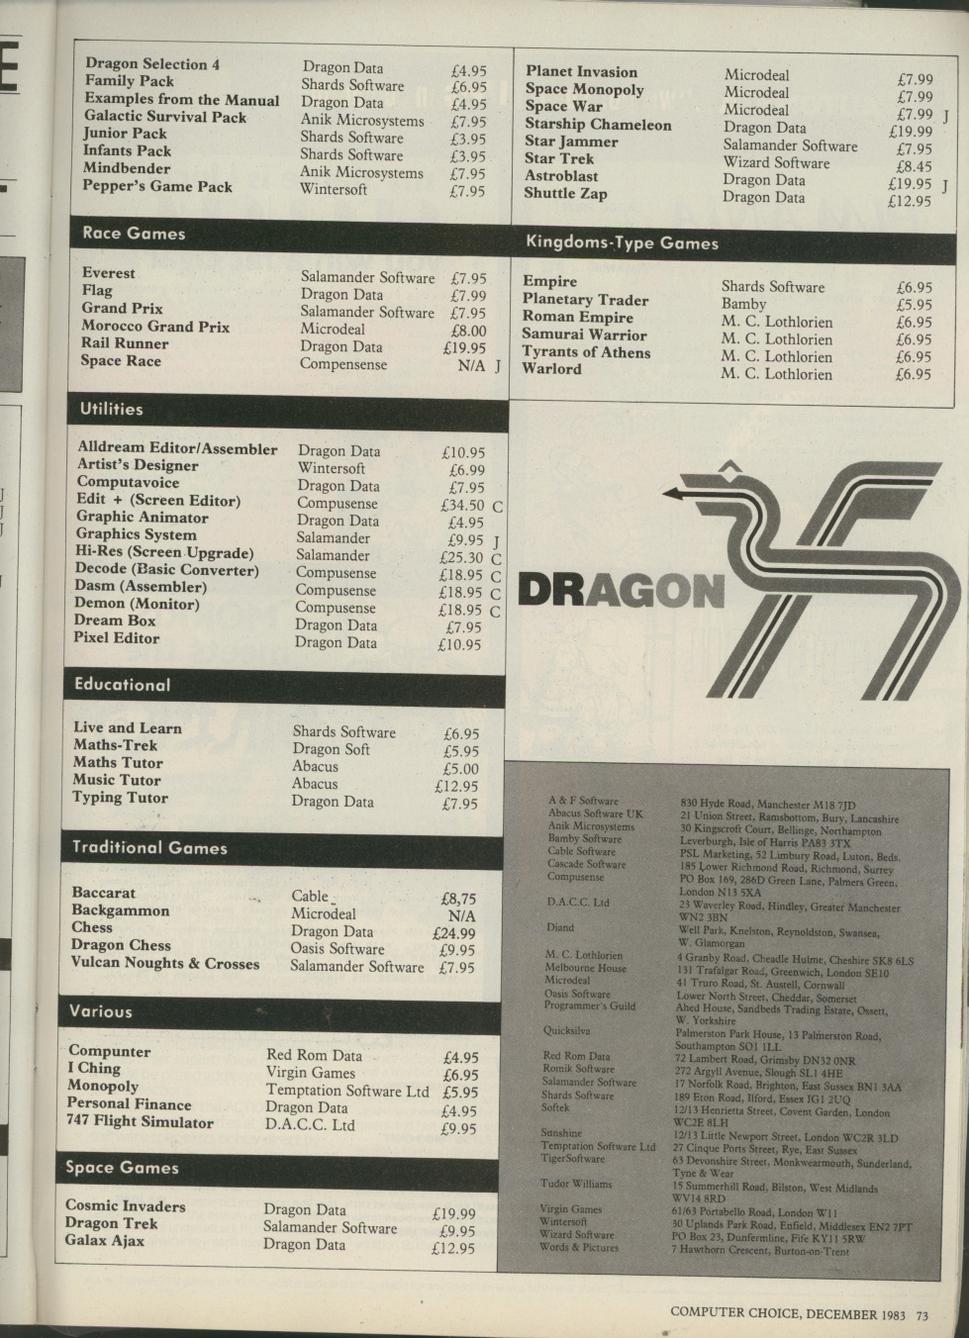 E
Dragon Selection 4 Dragon Data £4.95
Family Pack Shards Software £6.95
Examples from the Manual Dragon Data £4.95
Galactic Survival Pack Anik Microsystems £7.95
Junior Pack Shards Software £3.95
Infants Pack Shards Software £3.95
Mindbender Anik Microsystems £7.95
Pepper's Game Pack Wintersoft £7.95
Race Games
Everest Salamander Software £7.95
Flag Dragon Data £7.99
Grand Prix Salamander Software £7.95
Morocco Grand Prix Microdeal £8.00
Rail Runner Dragon Data £19.95
Space Race Compensense N/A J
Utilities
Alldream Editor/Assembler Dragon Data £10.95
Artist's Designer Wintersoft £6.99
Computavoice Dragon Data £7.95
Edit + (Screen Editor) Compusense £34.50 C
Graphic Animator Dragon Data £4.95
Graphics System Salamander £9.95 J
Hi-Res (Screen Upgrade) Salamander £25.30 C
Decode (Basic Converter) Compusense £18.95 C
Dasm (Assembler) Compusense £18.95 C
Demon (Monitor) Compusense £18.95 C
Dream Box Dragon Data £7.95
Pixel Editor Dragon Data £10.95
Educational
Live and Learn Shards Software £6.95
Maths-Trek Dragon Soft £5.95
Maths Tutor Abacus £5.00
Music Tutor Abacus £12.95
Typing Tutor Dragon Data £7.95
Traditional Games
Baccarat Cable £8,75
Backgammon Microdeal N/A
Chess Dragon Data £24.99
Dragon Chess Oasis Software £9.95
Vulcan Noughts & Crosses Salamander Software £7.95
Various
Compunter Red Rom Data £4.95
I Ching Virgin Games £6.95
Monopoly Temptation Software Ltd £5.95
Personal Finance Dragon Data £4.95
747 Flight Simulator D.A.C.C. Ltd £9.95
Space Games
Cosmic Invaders Dragon Data £19.99
Dragon Trek Salamander Software £9.95
Galax Ajax Dragon Data £12.95
Planet Invasion Microdeal £7.99
Space Monopoly Microdeal £7.99
Space War Microdeal £7.99 J
Starship Chameleon Dragon Data £19.99
Star Jammer Salamander Software £7.95
Star Trek Wizard Software £8.45
Astroblast Dragon Data £19.95 J
Shuttle Zap Dragon Data £12.95
Kingdoms-Type Games
Empire Shards Software £6.95
Planetary Trader Bamby £5.95
Roman Empire M. C. Lothlorien £6.95
Samurai Warrior M. C. Lothlorien £6.95
Tyrants of Athens M. C. Lothlorien £6.95
Warlord M. C. Lothlorien £6.95
DRAGON
A & F Software 830 Hyde Road, Manchester M18 7JD
Abacus Software UK 21 Union Street, Ramsbottom, Bury, Lancashire
Anik Microsystems 30 Kingscroft Court, Bellinge, Northampton
Bamby Software Leverburgh, Isle of Harris PA83 3TX
Cable Software PSL Marketing, 52 Limbury Road, Luton, Beds.
Cascade Software 185 Lower Richmond Road, Richmond, Surrey
Compusense PO Box 169, 286D Green Lane, Palmers Green,
London N13 5XA
D.A.C.C. Ltd 23 Waverley Road, Hindley, Greater Manchester
WN2 3BN
Diand Well Park, Knelston, Reynoldston, Swansea,
W. Glamorgan
M. C. Lothlorien 4 Granby Road, Cheadle Hulme, Cheshire SK8 6LS
Melbourne House 131 Trafalgar Road, Greenwich, London SE10
Microdeal 41 Truro Road, St. Austell, Cornwall
Oasis Software Lower North Street, Cheddar, Somerset
Programmer's Guild Ahed House, Sandbeds Trading Estate, Ossett,
W. Yorkshire
Quicksilva Palmerston Park House, 13 Palmerston Road,
Southampton SO1 1LL
Red Rom Data 72 Lambert Road, Grimsby DN32 0NR
Romik Software 272 Argyll Avenue, Slough SL1 4HE
Salamander Software 17 Norfolk Road, Brighton, East Sussex BN1 3AA
Shards Software 189 Eton Road, Ilford, Essex IG1 2UQ
Softek 12/13 Henrietta Street, Covent Garden, London
WC2E 8LH
Sunshine 12/13 Little Newport Street, London WC2R 3LD
Temptation Software Ltd 27 Cinque Ports Street, Rye, East Sussex
TigerSoftware 63 Devonshire Street, Monkwearmouth, Sunderland,
Tyne & Wear
Tudor Williams 15 Summerhill Road, Bilston, West Midlands
WV14 8RD
Virgin Games 61/63 Portabello Road, London W11
Wintersoft 30 Uplands Park Road, Enfield, Middlesex EN2 7PT
Wizard Software PO Box 23, Dunfermline, Fife KY11 5RW
Words & Pictures 7 Hawthorn Crescent, Burton-on-Trent
COMPUTER CHOICE, DECEMBER 1983 73